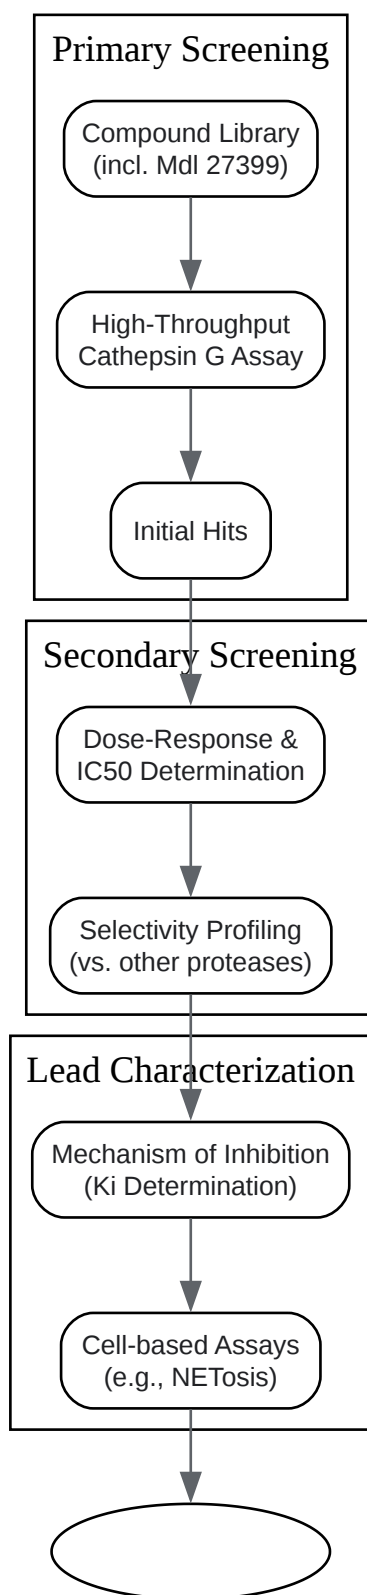 Primary Screening
Compound Library
(incl. Mdl 27399)
High-Throughput
Cathepsin G Assay
Initial Hits
Secondary Screening
Dose-Response &
IC50 Determination
Selectivity Profiling
(vs. other proteases)
Lead Characterization
Mechanism of Inhibition
(Ki Determination)
Cell-based Assays
(e.g., NETosis)